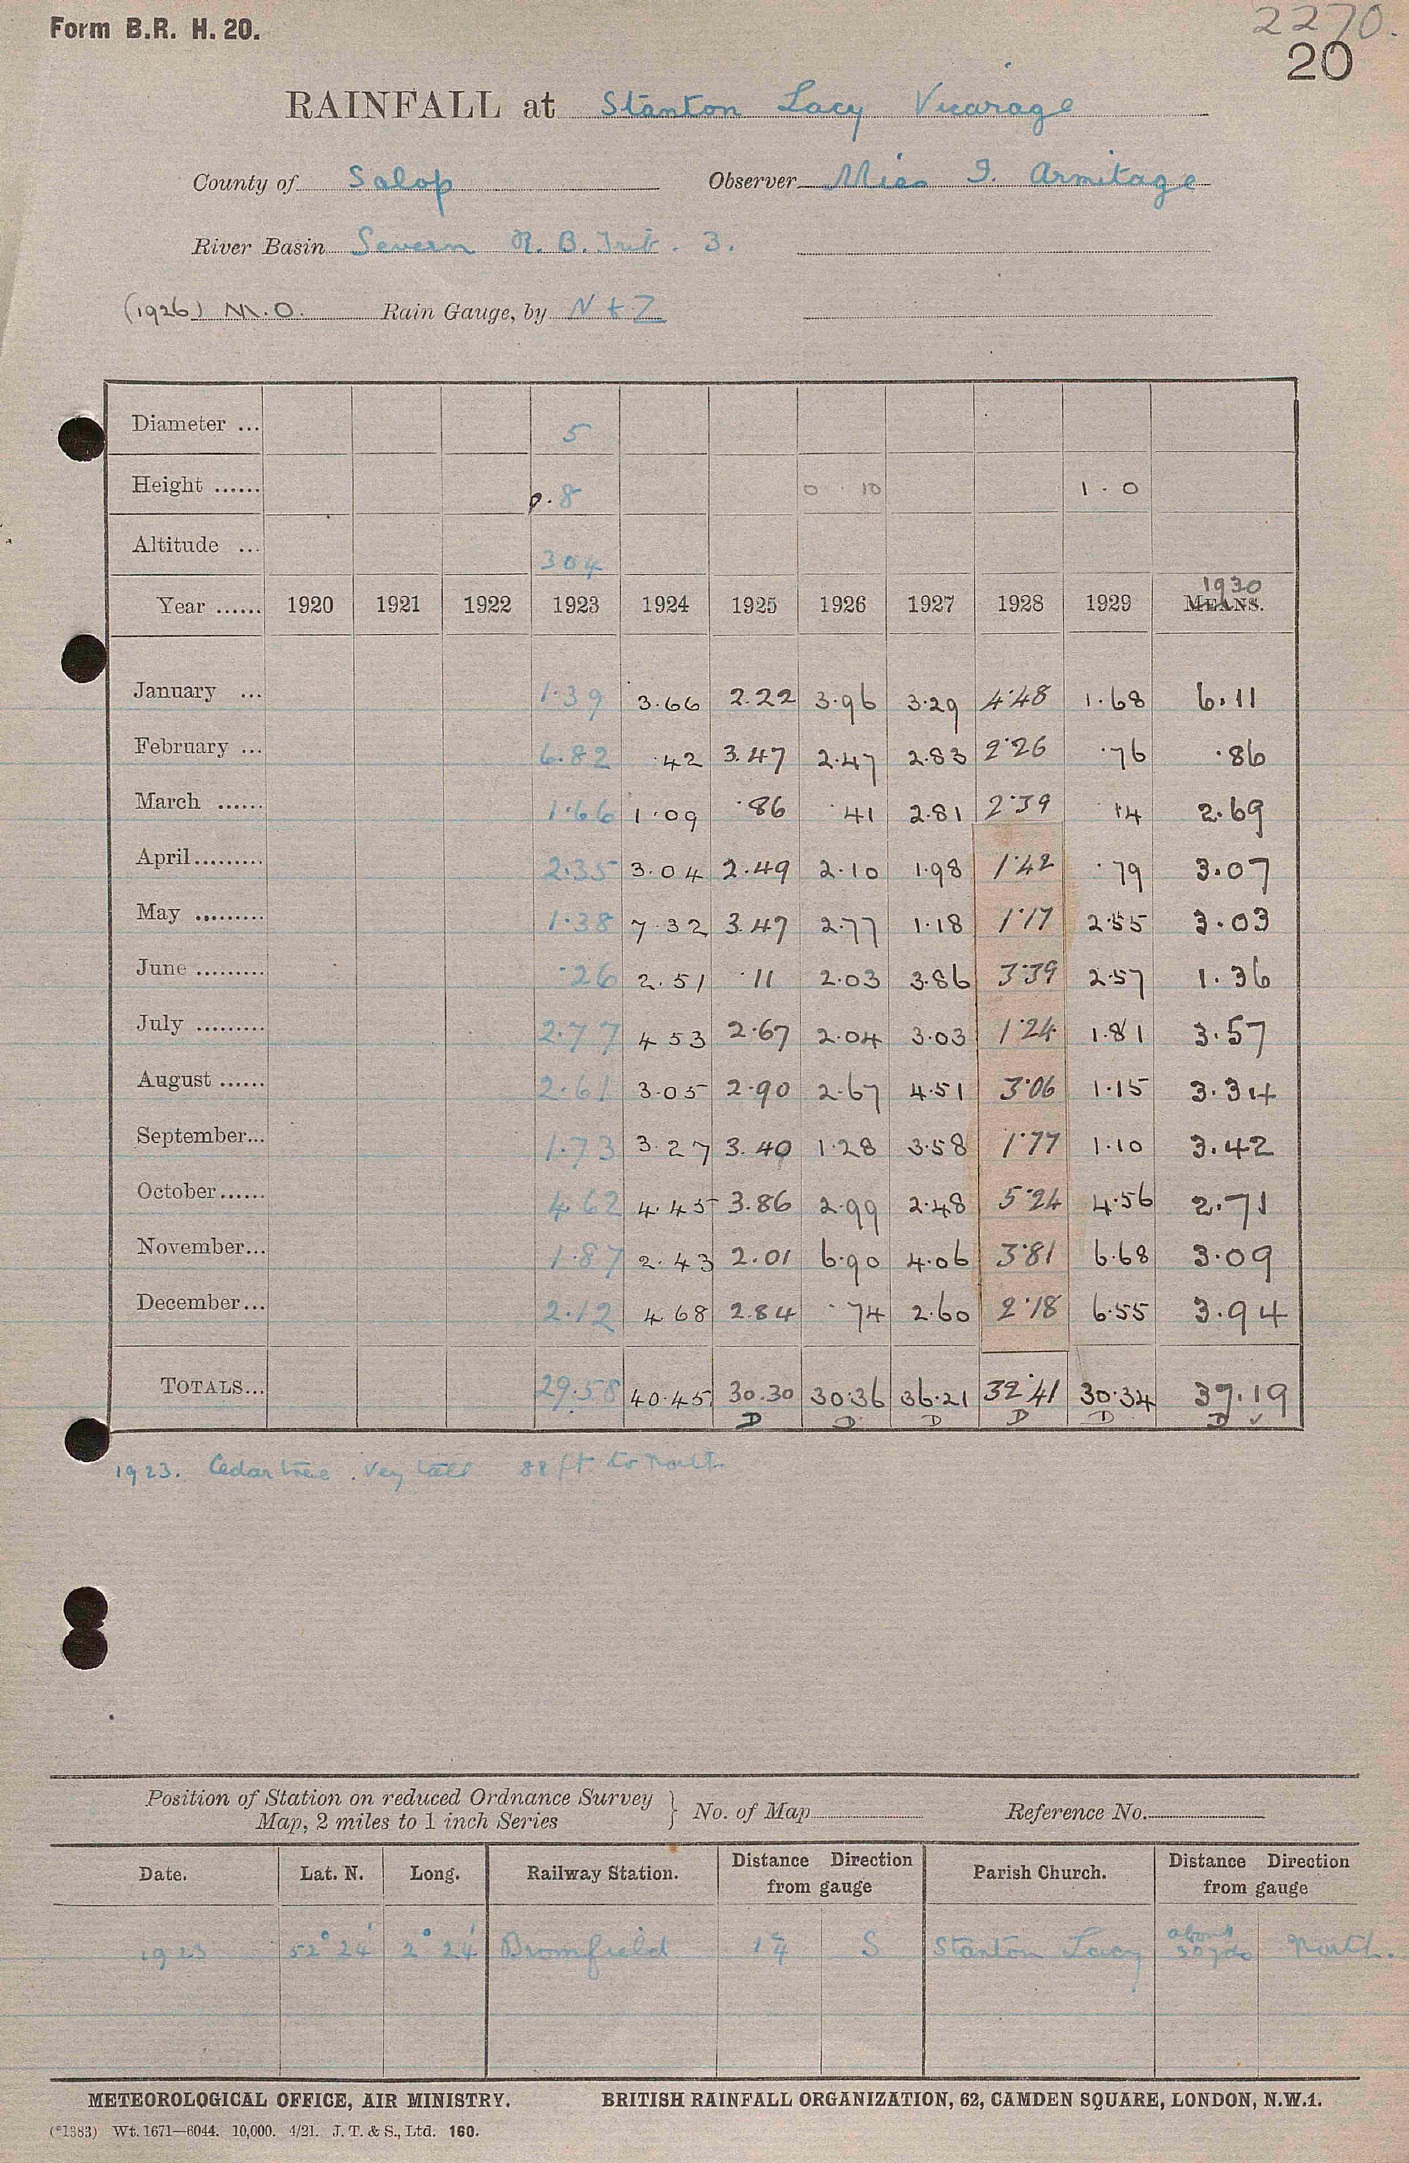 Form B.R. H. 20.
2270.
20
RAINFALL at Stanton Lacy Vicarage
County of Salop Observer Miss I. Armitage
River Basin Severn R. B. Trib. 3.
(1926) M.O. Rain Gauge, by N & Z
Diameter ... 5
Height ...... 0.8 0 10 1.0
Altitude ... 304
1930
Year ...... 1920 1921 1922 1923 1924 1925 1926 1927 1928 1929 MEANS.
January ... 1.39 3.66 2.22 3.96 3.29 4.48 1.68 6.11
February ... 6.82 .42 3.47 2.47 2.83 2.26 .76 .86
March ...... 1.66 1.09 .86 .41 2.81 2.39 .14 2.69
April......... 2.35 3.04 2.49 2.10 1.98 1.42 .79 3.07
May ......... 1.38 7.32 3.47 2.77 1.18 1.17 2.55 3.03
June ......... .26 2.51 .11 2.03 3.86 3.39 2.57 1.36
July ......... 2.77 4 53 2.67 2.04 3.03 1.24 1.81 3.57
August ...... 2.61 3.05 2.90 2.67 4.51 3.06 1.15 3.34
September... 1.73 3.27 3.40 1.28 3.58 1.77 1.10 3.42
October...... 4.62 4.45 3.86 2.99 2.48 5.24 4.56 2.71
November... 1.87 2.43 2.01 6.90 4.06 3.81 6.68 3.09
December... 2.12 4 68 2.84 .74 2.60 2.18 6.55 3.94
TOTALS... 29.58 40.45 30.30 30.36 36.21 32.41 30.34 37.19
D D D D D D ✓
1923. Cedar tree . Very tall 88 ft. to North.
Position of Station on reduced Ordnance Survey
Map, 2 miles to 1 inch Series } No. of Map Reference No.
Date. Lat. N. Long. Railway Station. Distance Direction from gauge Parish Church. Distance Direction from gauge
1923 52° 24' 2° 24' Bromfield 1¼ S Stanton Lacy about 30 yds North.
METEOROLOGICAL OFFICE, AIR MINISTRY. BRITISH RAINFALL ORGANIZATION, 62, CAMDEN SQUARE, LONDON, N.W.1.
(*1383) Wt. 1671—6044. 10,000. 4/21. J. T. & S., Ltd. 160.